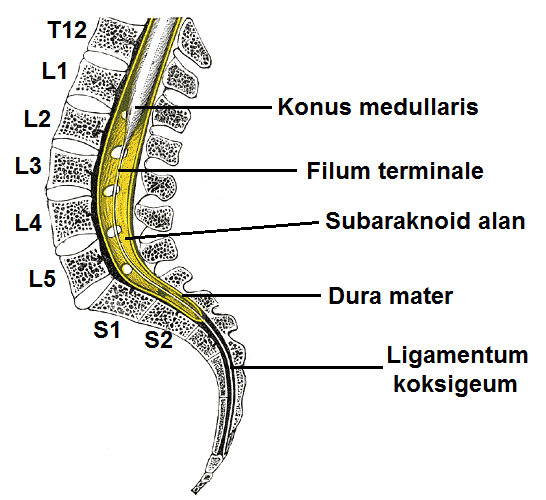 T12
L1
L2
L3
L4
L5
S1
S2
Konus medullaris
Filum terminale
Subaraknoid alan
Dura mater
Ligamentum
koksigeum